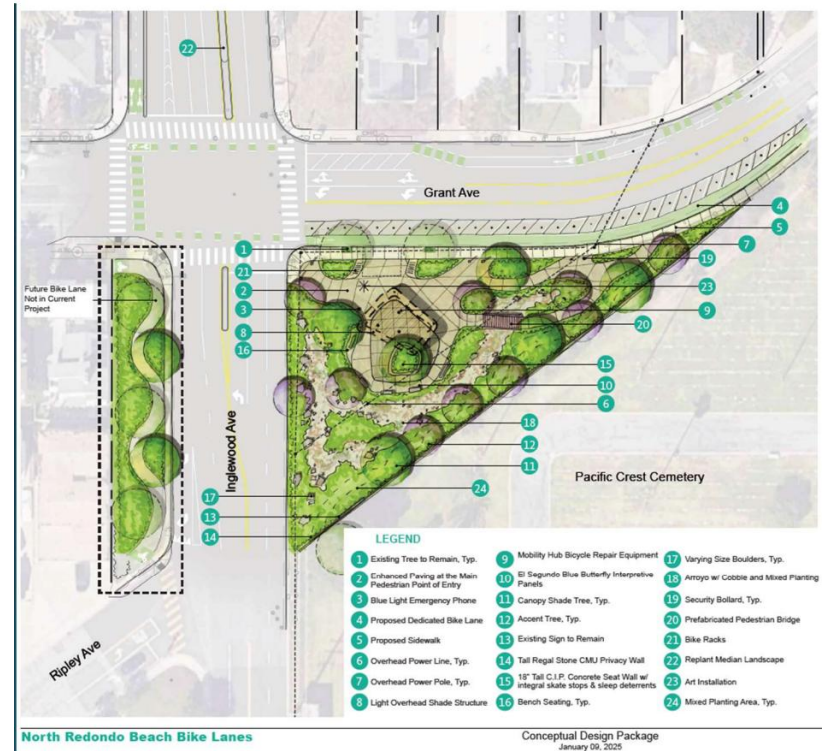 22
Grant Ave
4
5
1
7
21
19
2
23
3
9
8
20
16
15
10
6
18
12
11
24
17
13
14
Future Bike Lane
Not in Current
Project
Inglewood Ave
Pacific Crest Cemetery
Ripley Ave
LEGEND
1 Existing Tree to Remain, Typ.
2 Enhanced Paving at the Main
Pedestrian Point of Entry
3 Blue Light Emergency Phone
4 Proposed Dedicated Bike Lane
5 Proposed Sidewalk
6 Overhead Power Line, Typ.
7 Overhead Power Pole, Typ.
8 Light Overhead Shade Structure
9 Mobility Hub Bicycle Repair Equipment
10 El Segundo Blue Butterfly Interpretive
Panels
11 Canopy Shade Tree, Typ.
12 Accent Tree, Typ.
13 Existing Sign to Remain
14 Tall Regal Stone CMU Privacy Wall
15 18" Tall C.I.P. Concrete Seat Wall w/
integral skate stops & sleep deterrents
16 Bench Seating, Typ.
17 Varying Size Boulders, Typ.
18 Arroyo w/ Cobble and Mixed Planting
19 Security Bollard, Typ.
20 Prefabricated Pedestrian Bridge
21 Bike Racks
22 Replant Median Landscape
23 Art Installation
24 Mixed Planting Area, Typ.
North Redondo Beach Bike Lanes
Conceptual Design Package
January 09, 2025